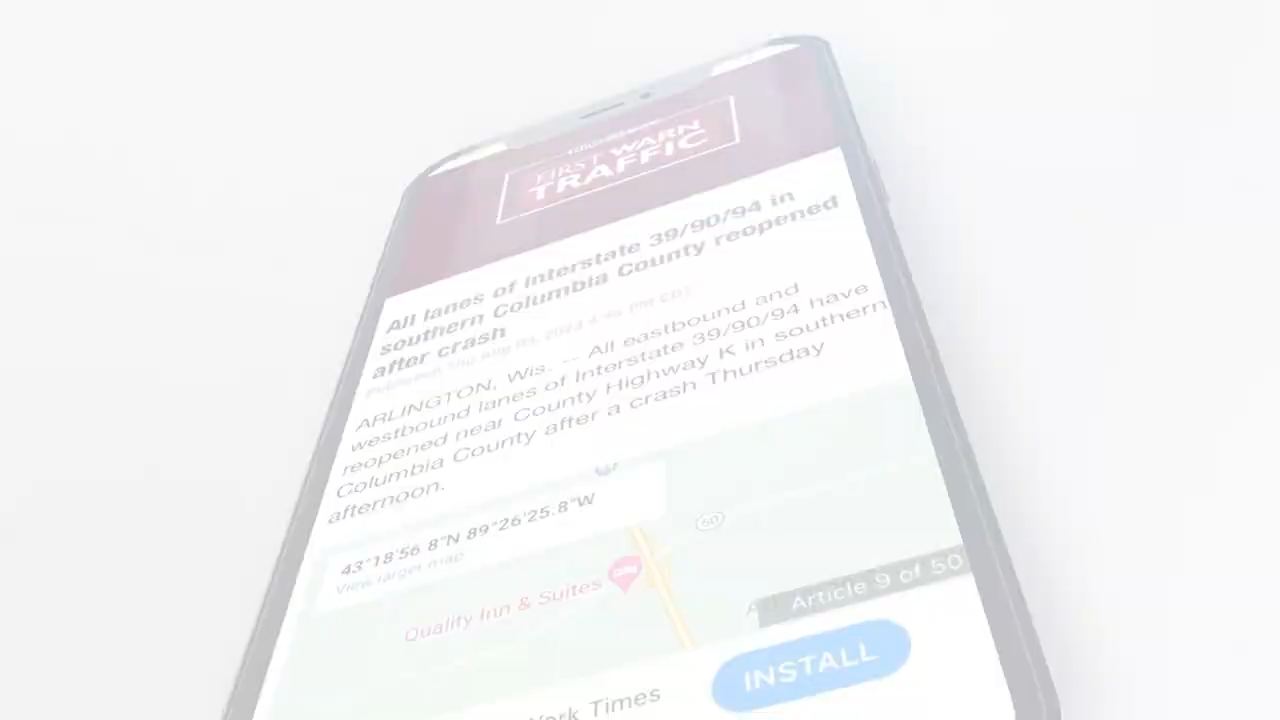 FIRST WARN
TRAFFIC
All lanes of Interstate 39/90/94 in
southern Columbia County reopened
after crash
ARLINGTON, Wis. -- All eastbound and
westbound lanes of Interstate 39/90/94 have
reopened near County Highway K in southern
Columbia County after a crash Thursday
afternoon.
43°18'56.8"N 89°26'25.8"W
View larger map
60
Quality Inn & Suites
Article 9 of 50
Times
INSTALL